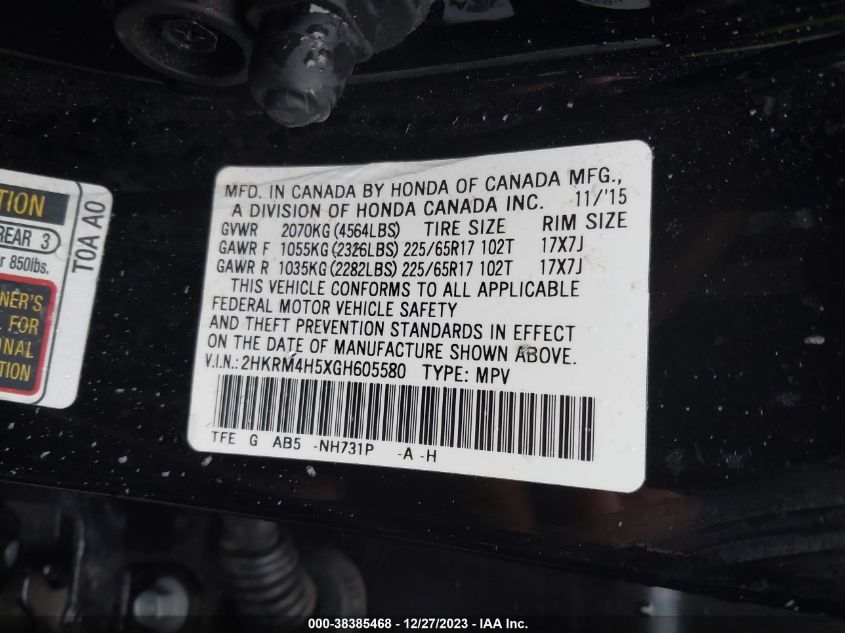 TION
REAR 3
r 850lbs.
NER'S
FOR
ONAL
TION
T0A A0
MFD. IN CANADA BY HONDA OF CANADA MFG.,
A DIVISION OF HONDA CANADA INC. 11/'15
GVWR 2070KG (4564LBS) TIRE SIZE RIM SIZE
GAWR F 1055KG (2326LBS) 225/65R17 102T 17X7J
GAWR R 1035KG (2282LBS) 225/65R17 102T 17X7J
THIS VEHICLE CONFORMS TO ALL APPLICABLE
FEDERAL MOTOR VEHICLE SAFETY
AND THEFT PREVENTION STANDARDS IN EFFECT
ON THE DATE OF MANUFACTURE SHOWN ABOVE.
V.I.N.: 2HKRM4H5XGH605580 TYPE: MPV
TFE G AB5 -NH731P -A -H
000-38385468 - 12/27/2023 - IAA Inc.